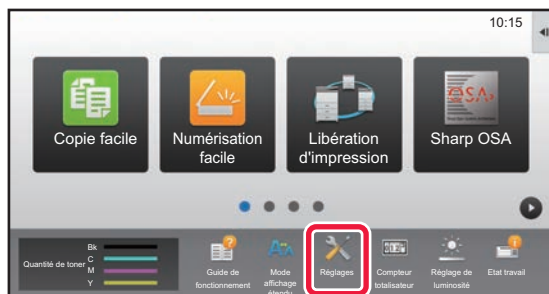 10:15
Copie facile
Numérisation
facile
Libération
d'impression
OSA
Sharp OSA
Quantité de toner
Bk
C
M
Y
Guide de
fonctionnement
Mode
affichage
étendu
Réglages
Compteur
totalisateur
Réglage de
luminosité
Etat travail